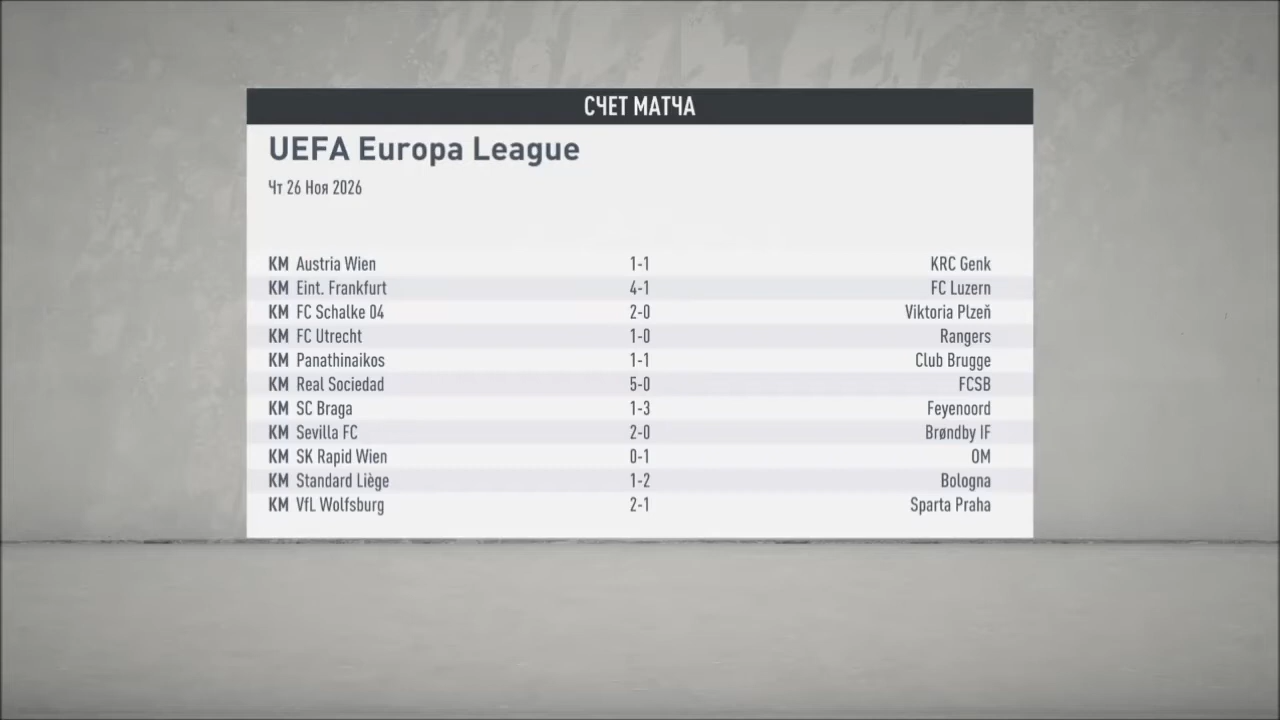 СЧЕТ МАТЧА
UEFA Europa League
Чт 26 Ноя 2026
КМ Austria Wien 1-1 KRC Genk
КМ Eint. Frankfurt 4-1 FC Luzern
КМ FC Schalke 04 2-0 Viktoria Plzeň
КМ FC Utrecht 1-0 Rangers
КМ Panathinaikos 1-1 Club Brugge
КМ Real Sociedad 5-0 FCSB
КМ SC Braga 1-3 Feyenoord
КМ Sevilla FC 2-0 Brøndby IF
КМ SK Rapid Wien 0-1 OM
КМ Standard Liège 1-2 Bologna
КМ VfL Wolfsburg 2-1 Sparta Praha